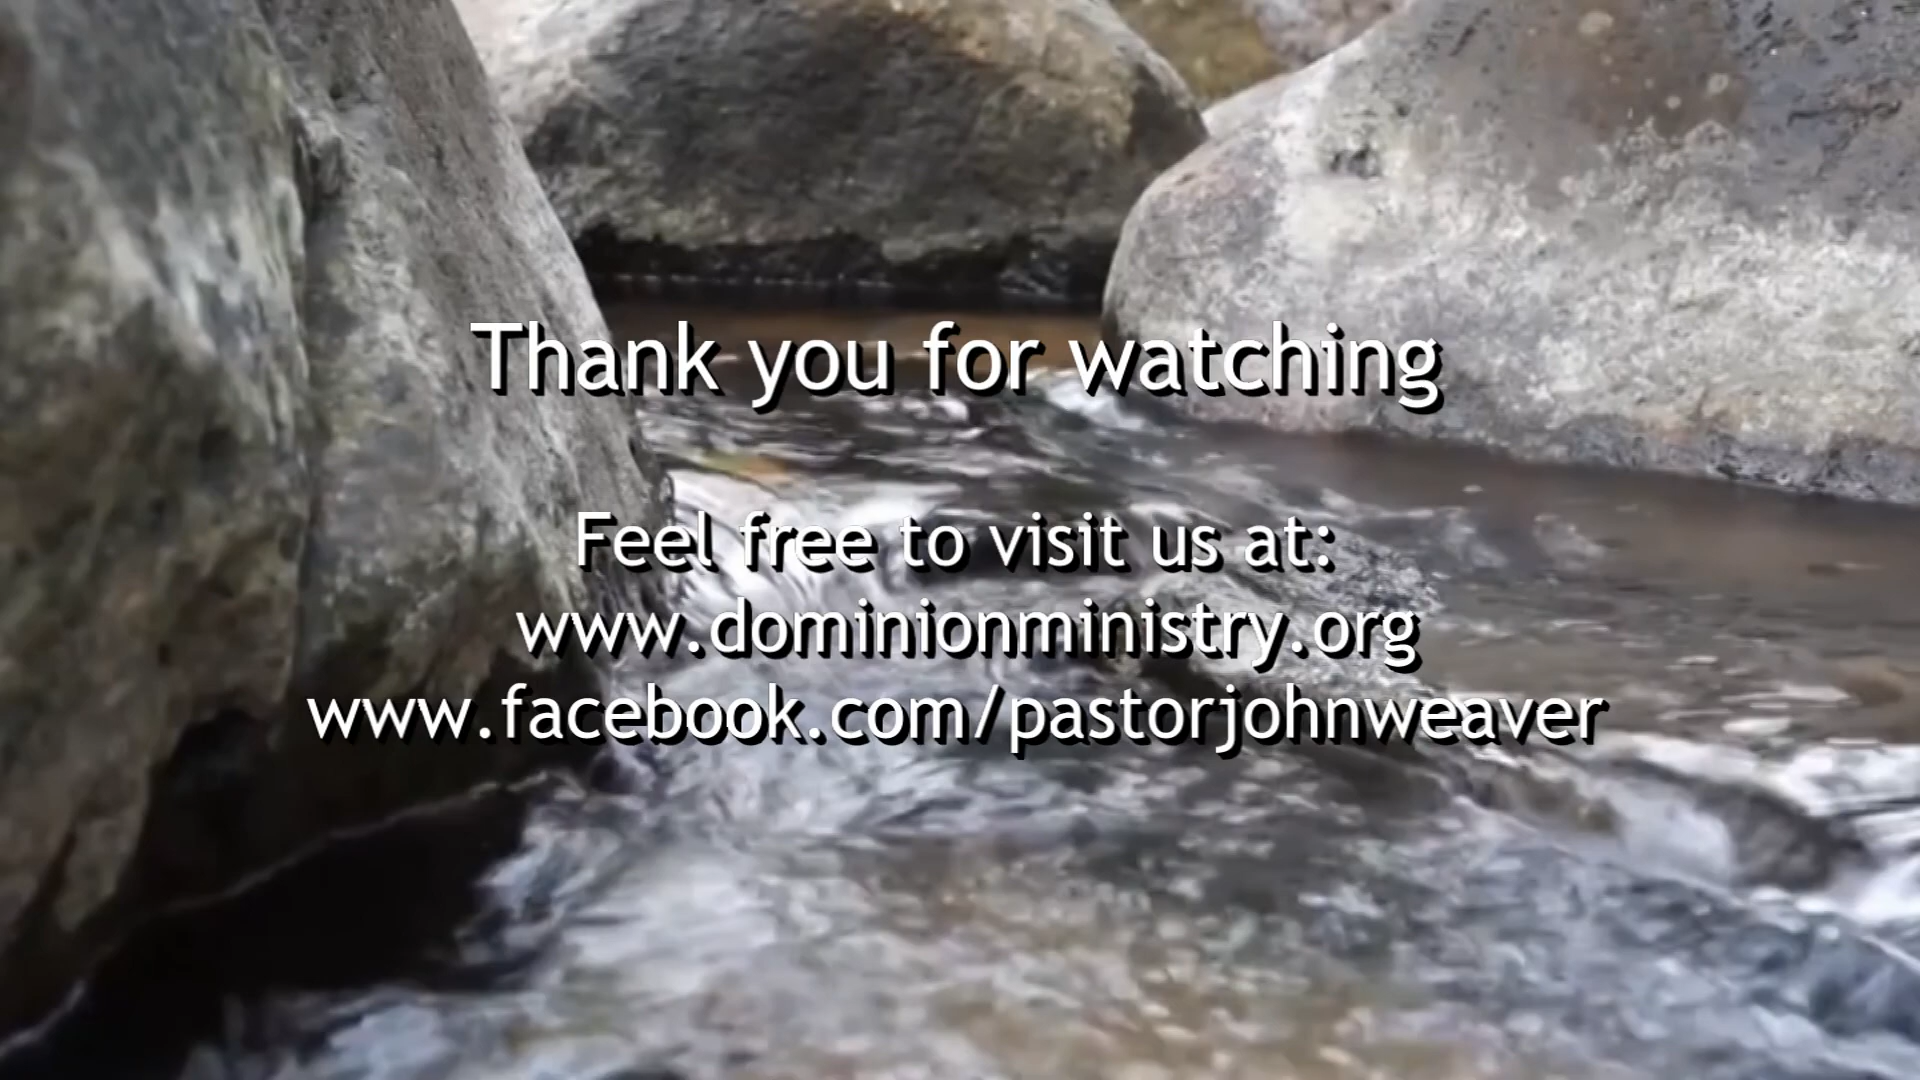 Thank you for watching
Feel free to visit us at:
www.dominionministry.org
www.facebook.com/pastorjohnweaver